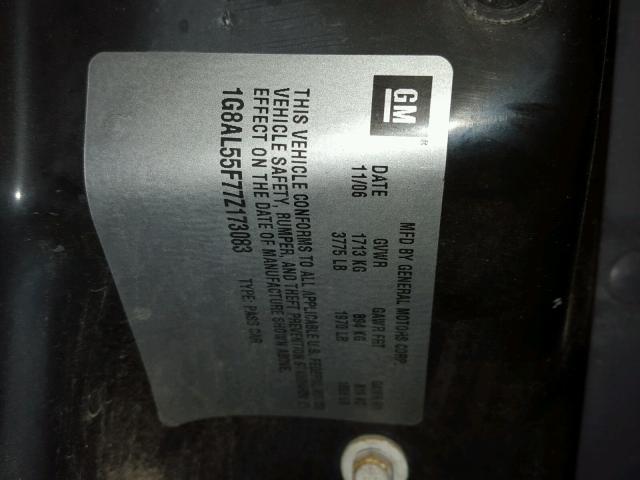 GM
MFD BY GENERAL MOTORS CORP
DATE GVWR GAWR FRT
11/06 1713 KG 894 KG
3775 LB 1970 LB
THIS VEHICLE CONFORMS TO ALL APPLICABLE U.S. FEDERAL
VEHICLE SAFETY, BUMPER, AND THEFT PREVENTION STANDARDS IN
EFFECT ON THE DATE OF MANUFACTURE SHOWN ABOVE.
1G8AL55F77Z173083 TYPE: PASS CAR